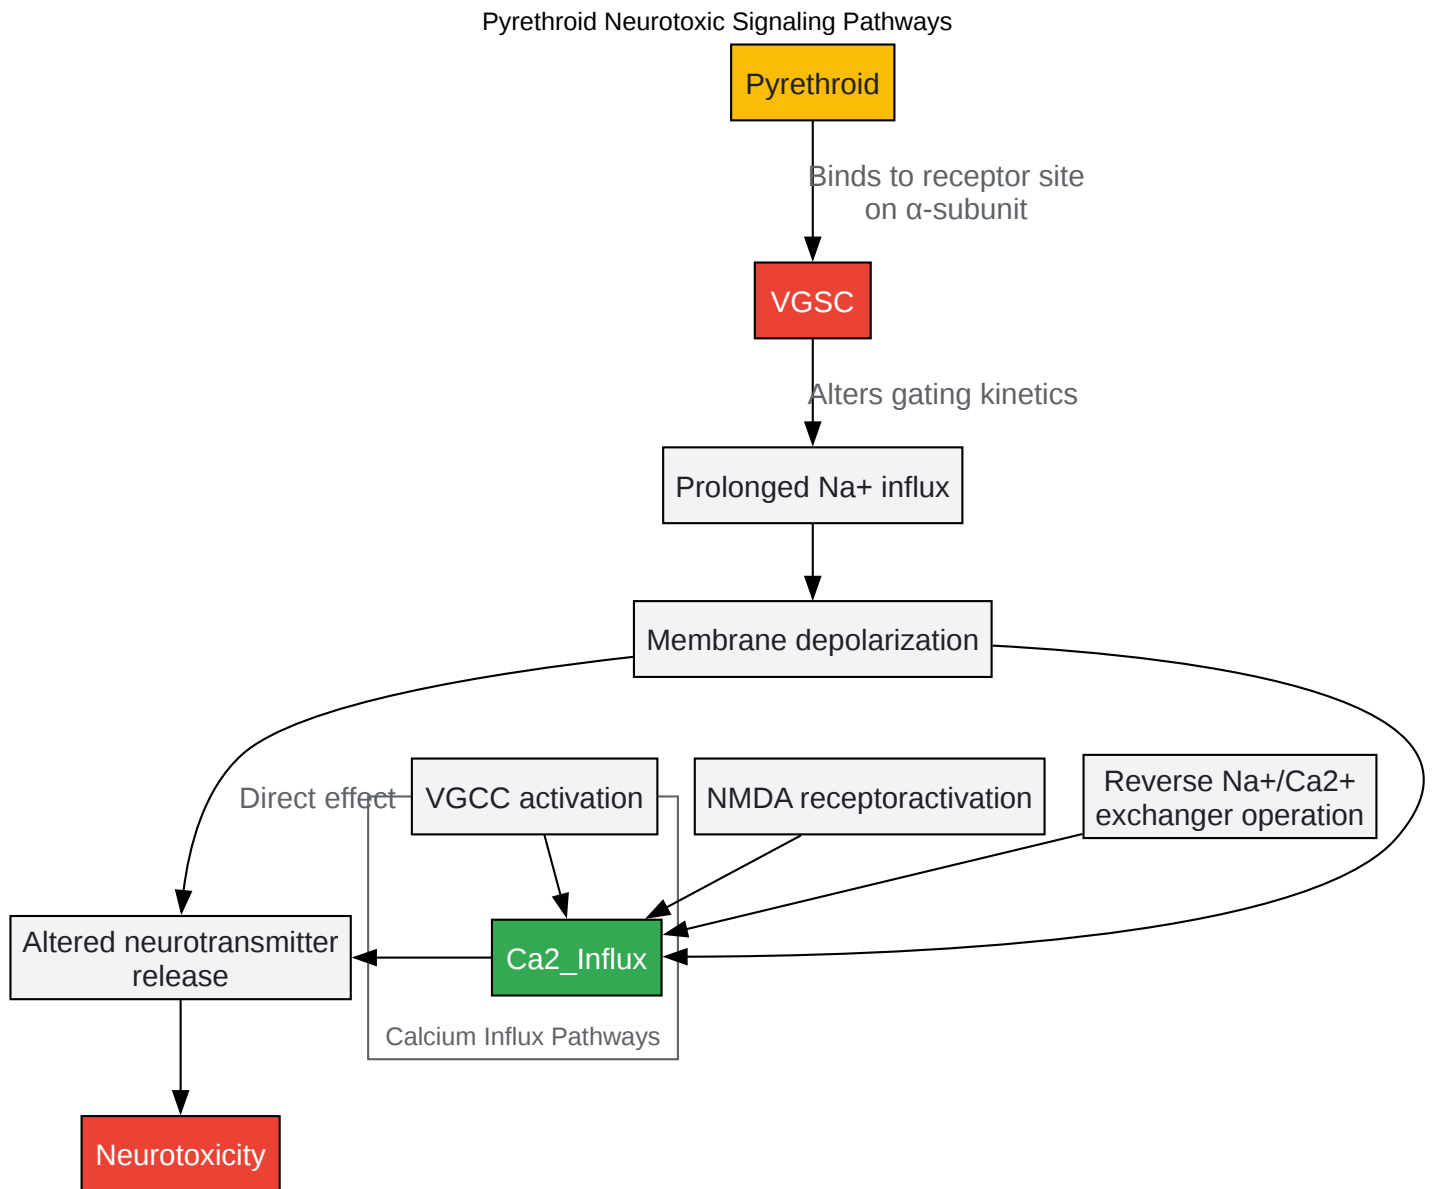 Pyrethroid Neurotoxic Signaling Pathways
Pyrethroid
Binds to receptor site
on α-subunit
VGSC
Alters gating kinetics
Prolonged Na+ influx
Membrane depolarization
Direct effect
VGCC activation
NMDA receptoractivation
Reverse Na+/Ca2+
exchanger operation
Altered neurotransmitter
release
Ca2_Influx
Calcium Influx Pathways
Neurotoxicity